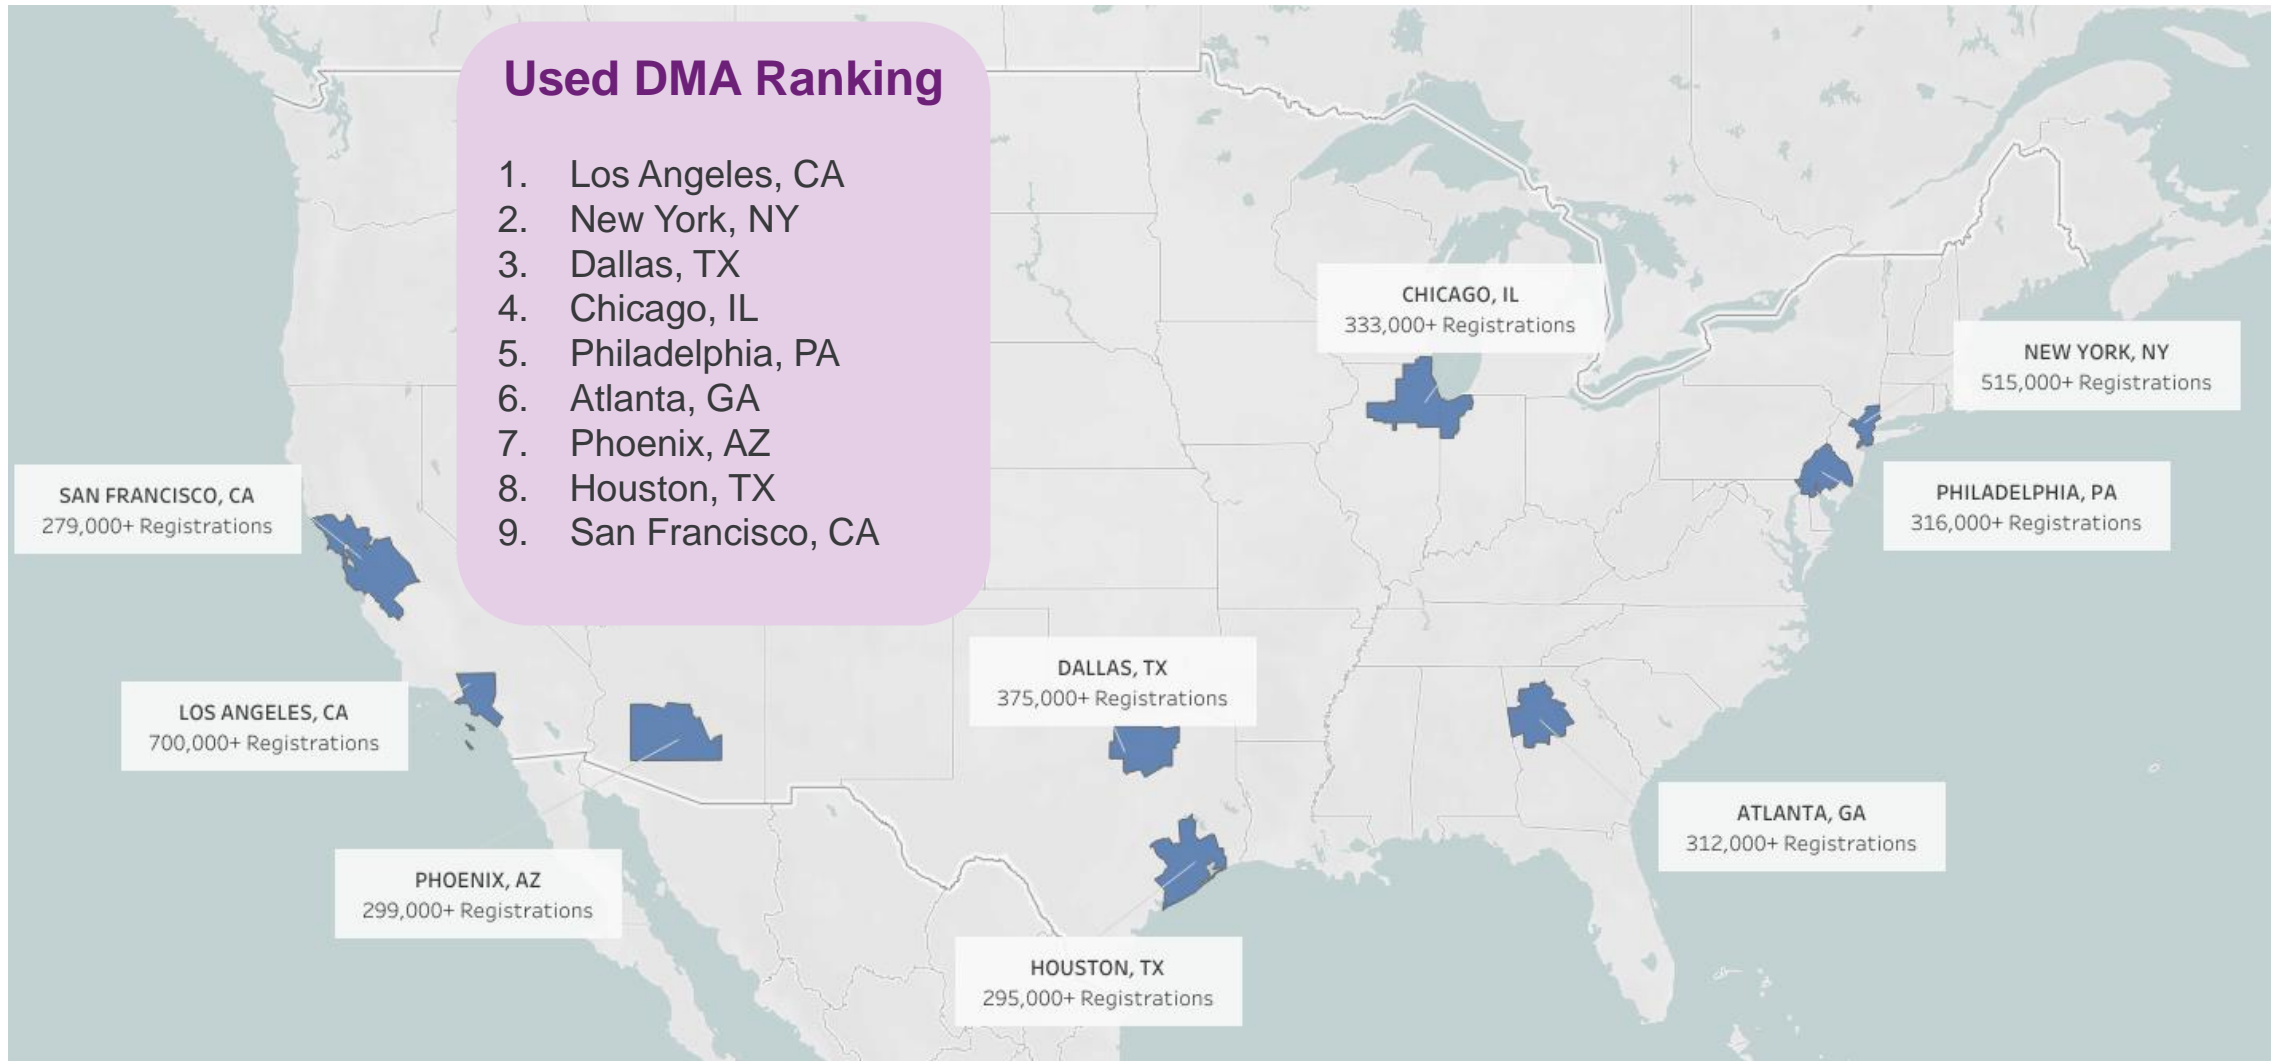 Used DMA Ranking
1. Los Angeles, CA
2. New York, NY
3. Dallas, TX
4. Chicago, IL
5. Philadelphia, PA
6. Atlanta, GA
7. Phoenix, AZ
8. Houston, TX
9. San Francisco, CA
CHICAGO, IL
333,000+ Registrations
NEW YORK, NY
515,000+ Registrations
SAN FRANCISCO, CA
279,000+ Registrations
PHILADELPHIA, PA
316,000+ Registrations
DALLAS, TX
375,000+ Registrations
LOS ANGELES, CA
700,000+ Registrations
ATLANTA, GA
312,000+ Registrations
PHOENIX, AZ
299,000+ Registrations
HOUSTON, TX
295,000+ Registrations